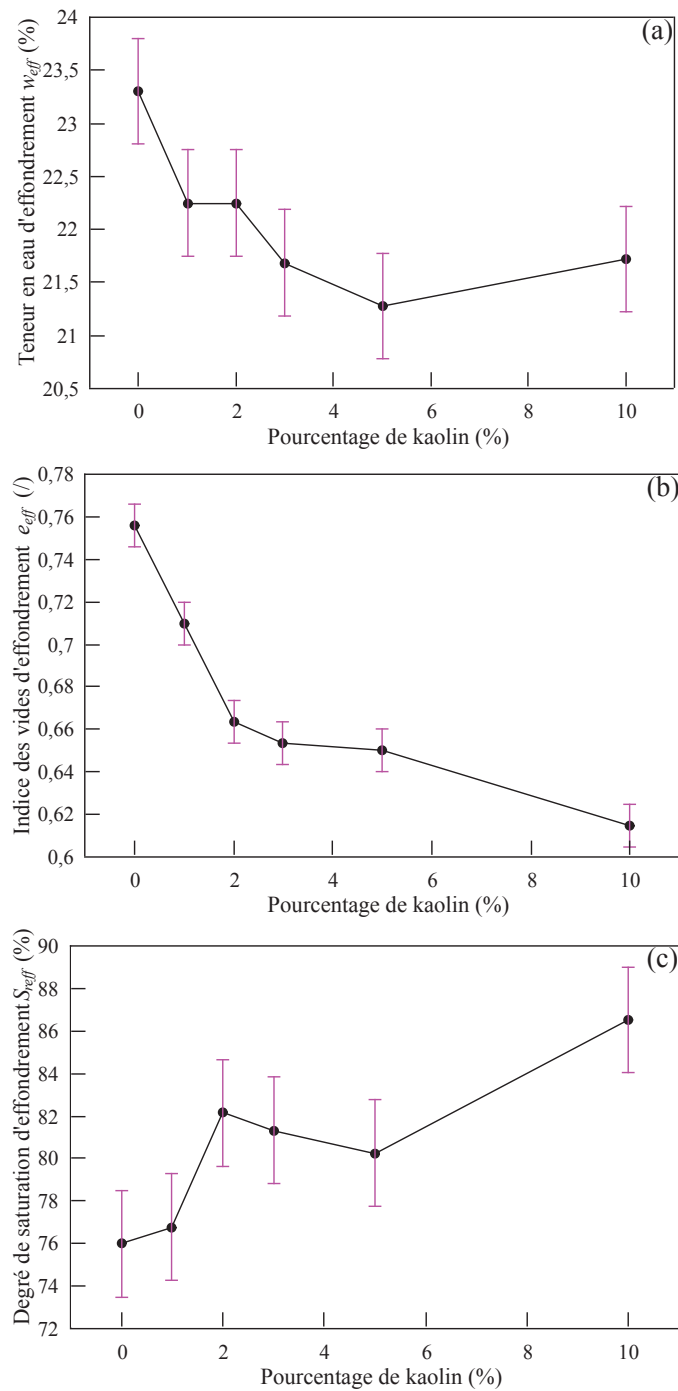 (a)
Teneur en eau d'effondrement weff (%)
24
23,5
23
22,5
22
21,5
21
20,5
0 2 4 6 8 10
Pourcentage de kaolin (%)
(b)
Indice des vides d'effondrement eeff (/)
0,78
0,76
0,74
0,72
0,7
0,68
0,66
0,64
0,62
0,6
0 2 4 6 8 10
Pourcentage de kaolin (%)
(c)
Degré de saturation d'effondrement Sreff (%)
90
88
86
84
82
80
78
76
74
72
0 2 4 6 8 10
Pourcentage de kaolin (%)